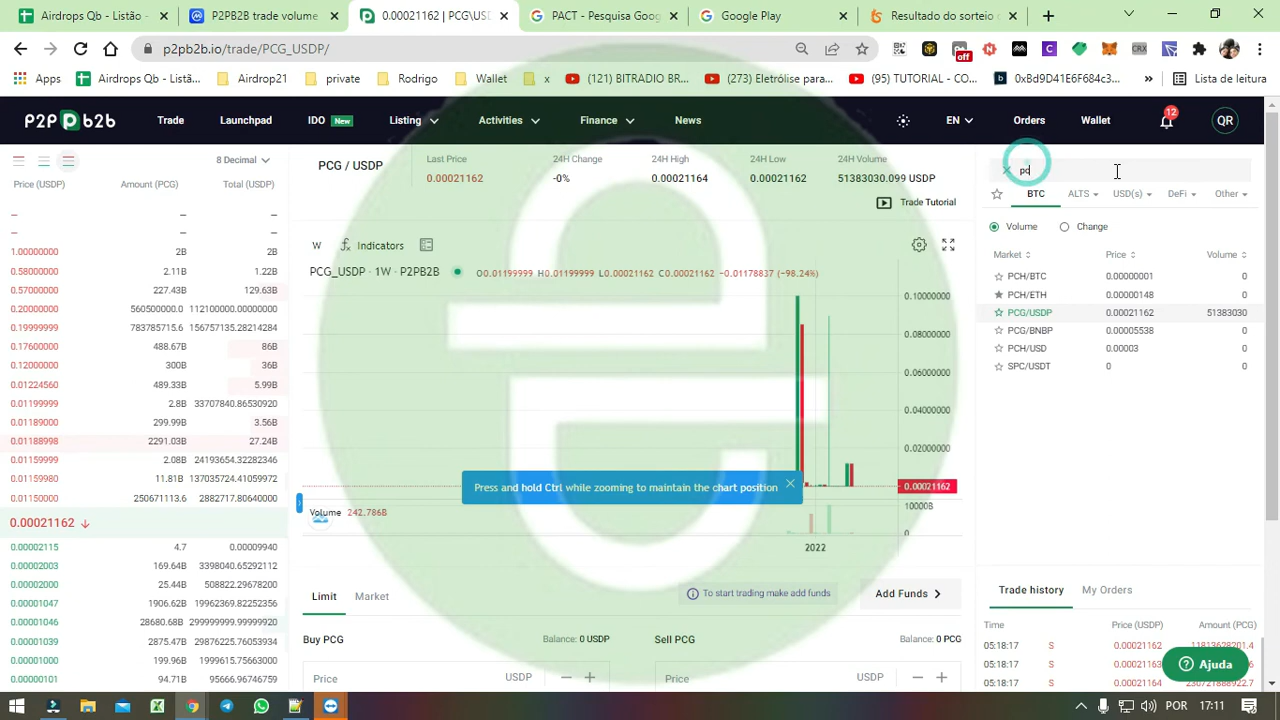 Airdrops Qb - Listão
P2PB2B trade volume
0.00021162 | PCG\US
PACT - Pesquisa Goog
Google Play
Resultado do sorteio
p2pb2b.io/trade/PCG_USDP/
off
Apps
Airdrops Qb - Listã...
Airdrop21
private
Rodrigo
Wallet
x
(121) BITRADIO BR...
(273) Eletrólise para...
(95) TUTORIAL - CO...
0xBd9D41E6F684c3...
»
Lista de leitura
P2P b2b
Trade
Launchpad
IDO New
Listing
Activities
Finance
News
EN
Orders
Wallet
12
QR
8 Decimal
Price (USDP) Amount (PCG) Total (USDP)
– – –
– – –
1.00000000 2B 2B
0.58000000 2.11B 1.22B
0.57000000 227.43B 129.63B
0.20000000 560500000.0 112100000.00000000
0.19999999 783785715.6 156757135.28214284
0.17600000 488.67B 86B
0.12000000 300B 36B
0.01224560 489.33B 5.99B
0.01199999 2.8B 33707840.86530920
0.01189000 299.99B 3.56B
0.01188998 2291.03B 27.24B
0.01159999 2.08B 24193654.32282346
0.01159980 11.81B 137035724.41059972
0.01150000 250671113.6 2882717.80640000
0.00021162 ↓
0.00002115 4.7 0.00009940
0.00002003 169.64B 3398040.65292112
0.00002000 25.44B 508822.29678200
0.00001047 1906.62B 19962369.82252356
0.00001046 28680.68B 299999999.99999920
0.00001039 2875.47B 29876225.76053934
0.00001000 199.96B 1999615.75663000
0.00000101 94.71B 95666.96746759
PCG / USDP
Last Price
0.00021162
24H Change
-0%
24H High
0.00021164
24H Low
0.00021162
24H Volume
51383030.099 USDP
Trade Tutorial
W
Indicators
PCG_USDP · 1W · P2PB2B
O0.01199999 H0.01199999 L0.00021162 C0.00021162 −0.01178837 (−98.24%)
0.10000000
0.08000000
0.06000000
0.04000000
0.02000000
0.00021162
Press and hold Ctrl while zooming to maintain the chart position
Volume 242.786B
10000B
0
2022
Limit
Market
To start trading make add funds
Add Funds
Buy PCG
Balance: 0 USDP
Sell PCG
Balance: 0 PCG
Price USDP − +
Price USDP − +
pc
BTC
ALTS
USD(s)
DeFi
Other
Volume
Change
Market Price Volume
PCH/BTC 0.00000001 0
PCH/ETH 0.00000148 0
PCG/USDP 0.00021162 51383030
PCG/BNBP 0.00005538 0
PCH/USD 0.00003 0
SPC/USDT 0 0
Trade history
My Orders
Time Price (USDP) Amount (PCG)
05:18:17 S 0.00021162 11813628201.4
05:18:17 S 0.00021163
05:18:17 S 0.00021164 230721888922.7
Ajuda
POR
17:11